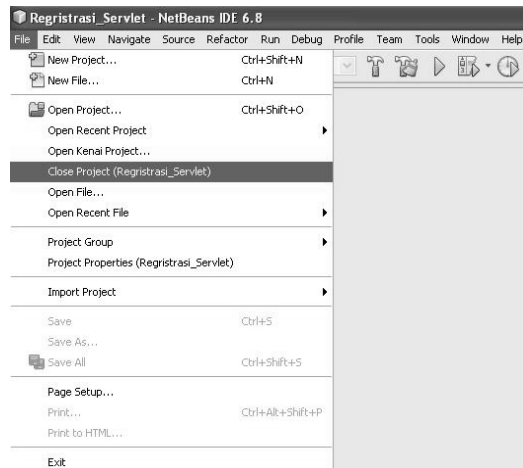 Regristrasi_Servlet - NetBeans IDE 6.8
File Edit View Navigate Source Refactor Run Debug Profile Team Tools Window Help
New Project... Ctrl+Shift+N
New File... Ctrl+N
Open Project... Ctrl+Shift+O
Open Recent Project
Open Kenai Project...
Close Project (Regristrasi_Servlet)
Open File...
Open Recent File
Project Group
Project Properties (Regristrasi_Servlet)
Import Project
Save Ctrl+S
Save As...
Save All Ctrl+Shift+S
Page Setup...
Print... Ctrl+Alt+Shift+P
Print to HTML...
Exit